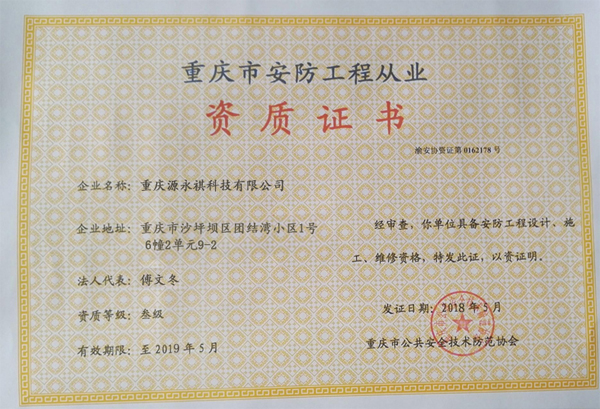 重庆市安防工程从业
资质证书
渝安协资证第0162178号
企业名称：重庆源永祺科技有限公司
企业地址：重庆市沙坪坝区团结湾小区1号
6幢2单元9-2
法人代表：傅文冬
资质等级：叁级
有效期限：至2019年5月
经审查，你单位具备安防工程设计、施
工、维修资格，特发此证，以资证明。
发证日期：2018年5月
重庆市公共安全技术防范协会